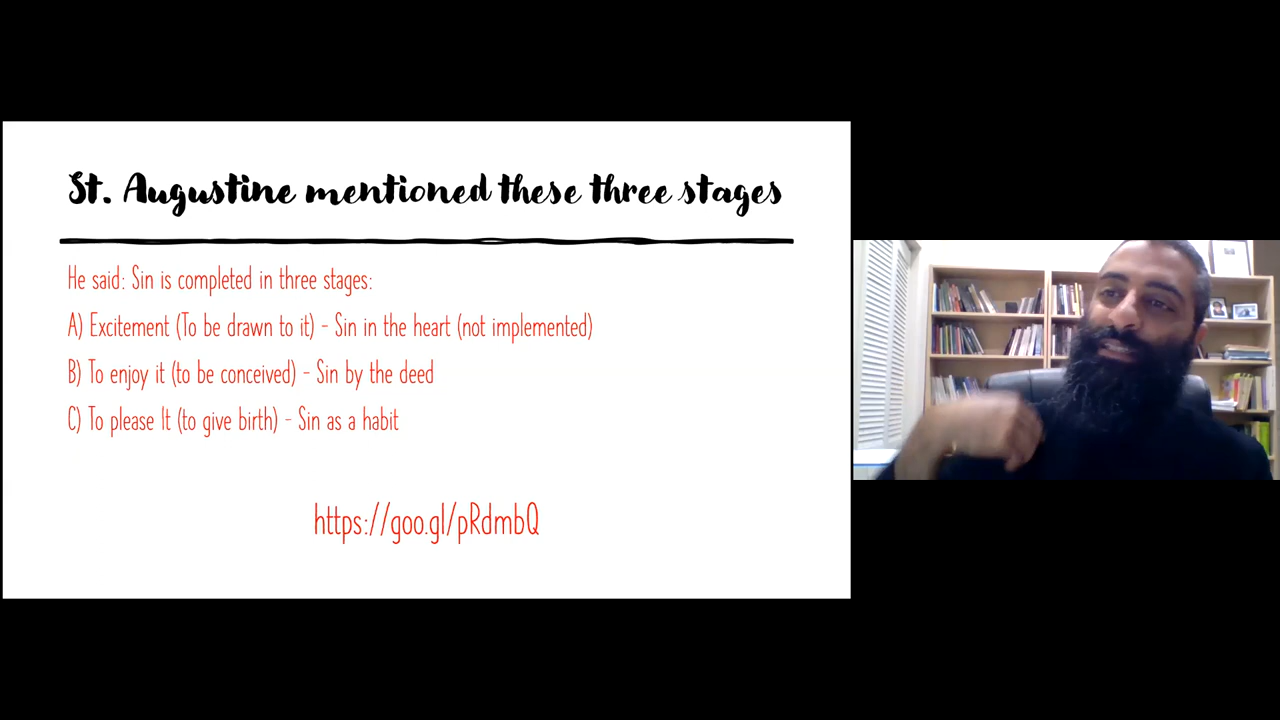 St. Augustine mentioned these three stages
He said: Sin is completed in three stages:
A) Excitement (To be drawn to it) - Sin in the heart (not implemented)
B) To enjoy it (to be conceived) - Sin by the deed
C) To please It (to give birth) - Sin as a habit
https://goo.gl/pRdmbQ